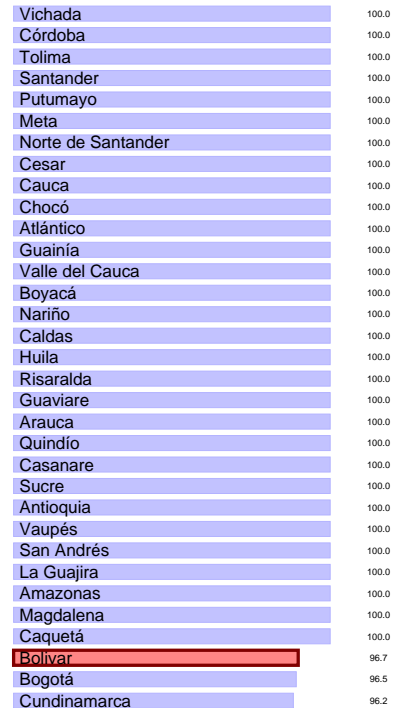 Vichada 100.0
Córdoba 100.0
Tolima 100.0
Santander 100.0
Putumayo 100.0
Meta 100.0
Norte de Santander 100.0
Cesar 100.0
Cauca 100.0
Chocó 100.0
Atlántico 100.0
Guainía 100.0
Valle del Cauca 100.0
Boyacá 100.0
Nariño 100.0
Caldas 100.0
Huila 100.0
Risaralda 100.0
Guaviare 100.0
Arauca 100.0
Quindío 100.0
Casanare 100.0
Sucre 100.0
Antioquia 100.0
Vaupés 100.0
San Andrés 100.0
La Guajira 100.0
Amazonas 100.0
Magdalena 100.0
Caquetá 100.0
Bolivar 96.7
Bogotá 96.5
Cundinamarca 96.2